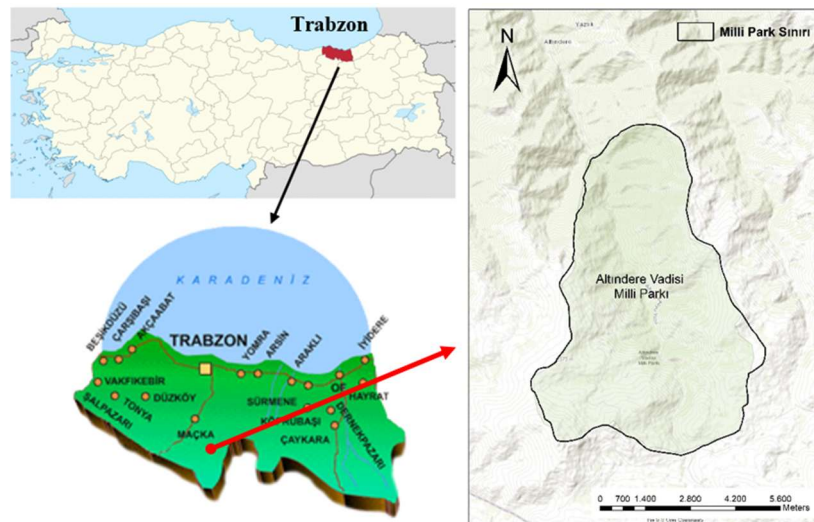 Trabzon
KARADENİZ
BEŞİKDÜZÜ
ÇARŞIBAŞI
AKÇAABAT
TRABZON
YOMRA
ARSİN
ARAKLI
İYİDERE
VAKFIKEBİR
ŞALPAZARI
TONYA
DÜZKÖY
MAÇKA
SÜRMENE
KÖPRÜBAŞI
ÇAYKARA
OF
HAYRAT
DERNEKPAZARI
N
Milli Park Sınırı
Altındere
Altındere Vadisi
Milli Parkı
0 700 1.400 2.800 4.200 5.600
Meters